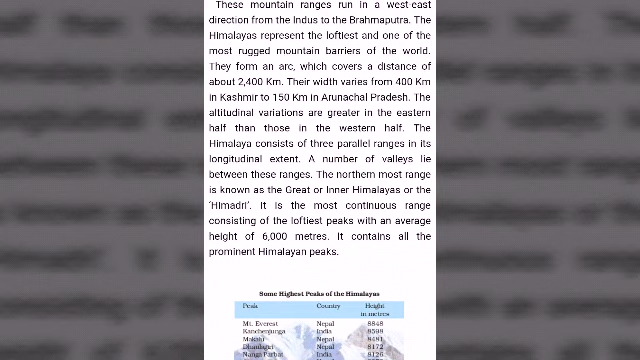 These mountain ranges run in a west-east
direction from the Indus to the Brahmaputra. The
Himalayas represent the loftiest and one of the
most rugged mountain barriers of the world.
They form an arc, which covers a distance of
about 2,400 Km. Their width varies from 400 Km
in Kashmir to 150 Km in Arunachal Pradesh. The
altitudinal variations are greater in the eastern
half than those in the western half. The
Himalaya consists of three parallel ranges in its
longitudinal extent. A number of valleys lie
between these ranges. The northern most range
is known as the Great or Inner Himalayas or the
‘Himadri’. It is the most continuous range
consisting of the loftiest peaks with an average
height of 6,000 metres. It contains all the
prominent Himalayan peaks.
Some Highest Peaks of the Himalayas
Peak Country Height
in metres
Mt. Everest Nepal 8848
Kanchenjunga India 8598
Makalu Nepal 8481
Dhaulagiri Nepal 8172
Nanga Parbat India 8126